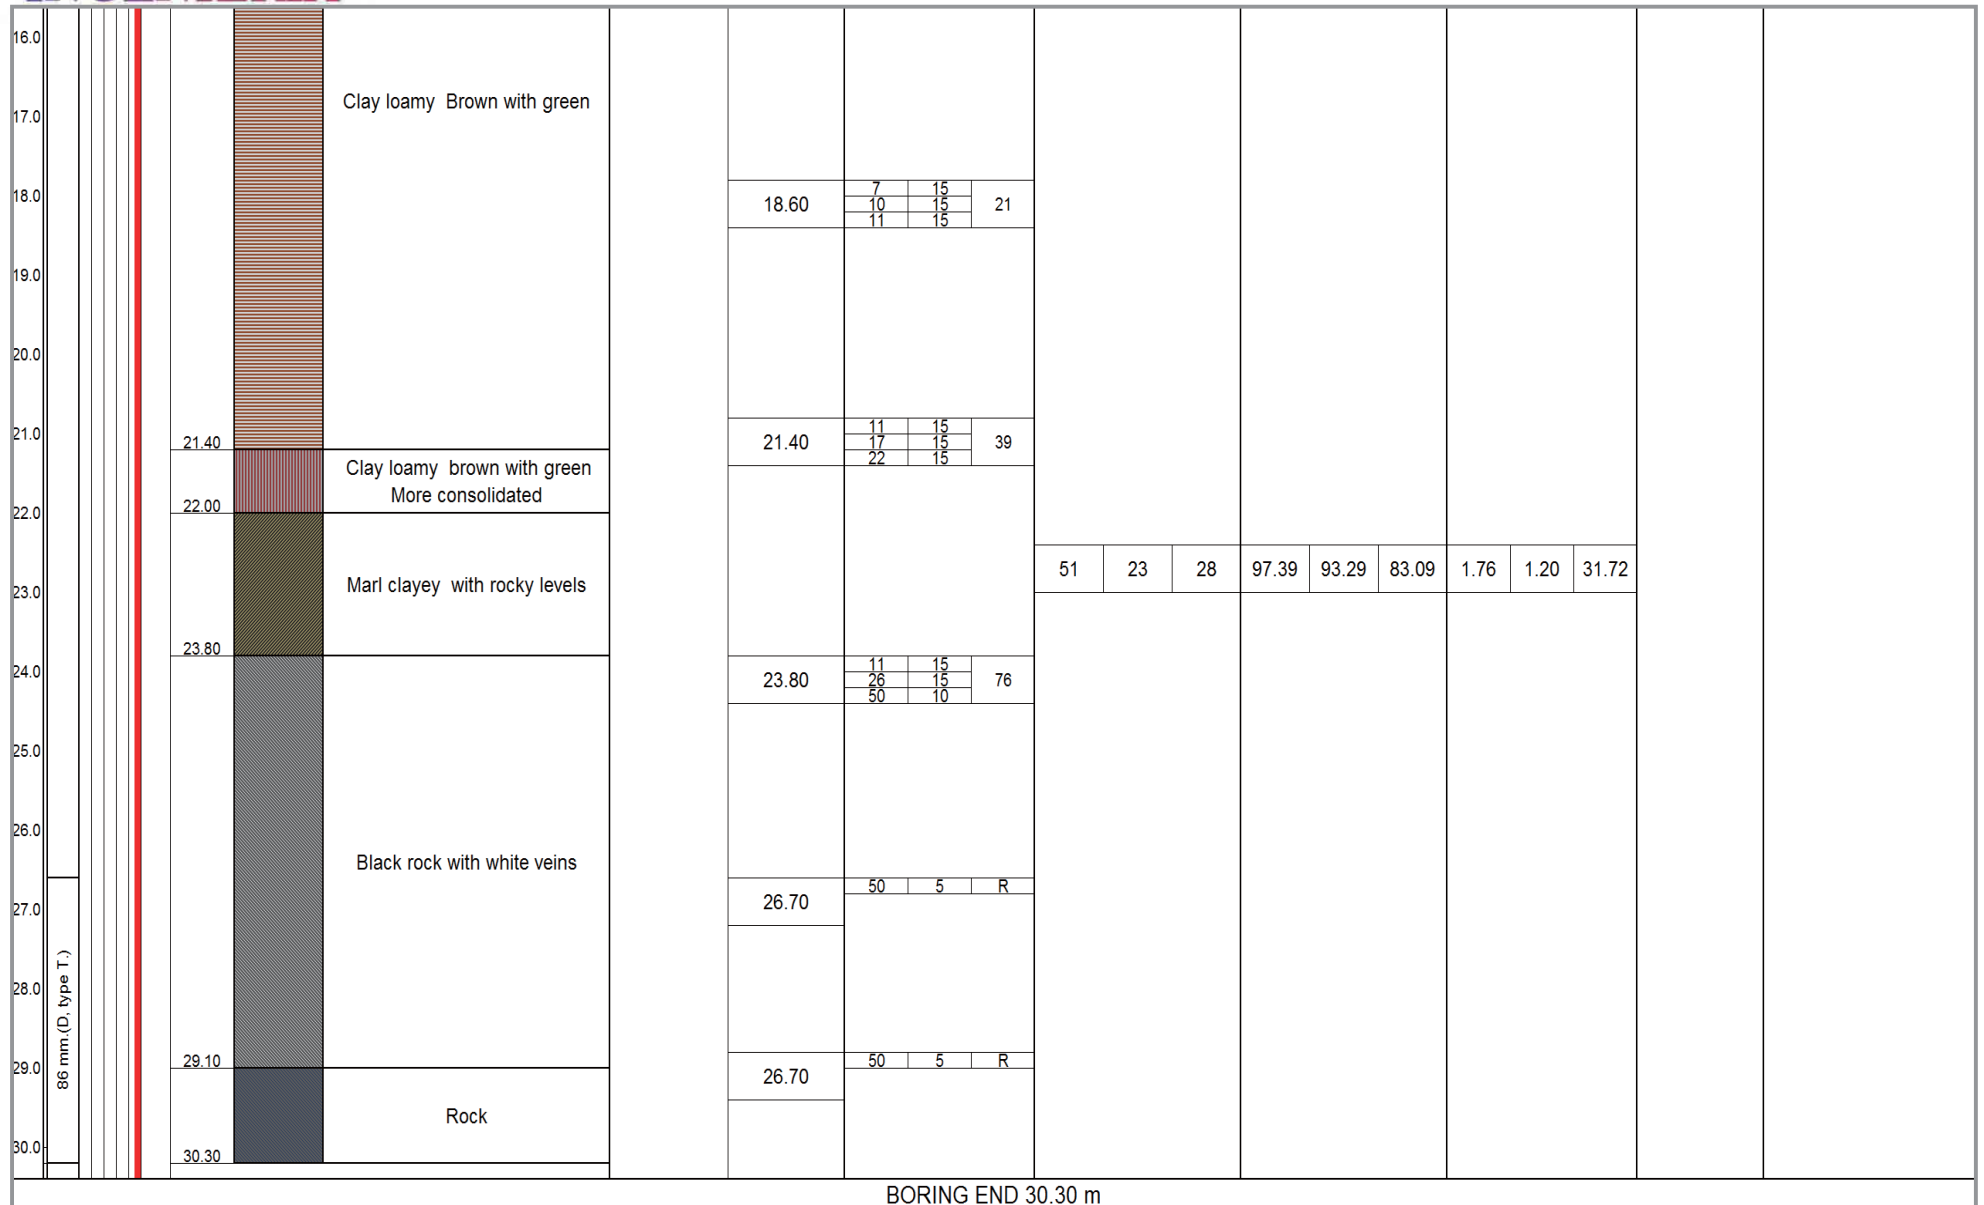 16.0
Clay loamy Brown with green
17.0
18.0
18.60
7 15
10 15 21
11 15
19.0
20.0
21.0
21.40
21.40
11 15
17 15 39
22 15
Clay loamy brown with green
More consolidated
22.00
22.0
51 23 28 97.39 93.29 83.09 1.76 1.20 31.72
Marl clayey with rocky levels
23.0
23.80
23.80
11 15
26 15 76
50 10
24.0
25.0
26.0
Black rock with white veins
26.70
50 5 R
27.0
28.0
86 mm.(D, type T.)
29.10
29.0
26.70
50 5 R
Rock
30.0
30.30
BORING END 30.30 m